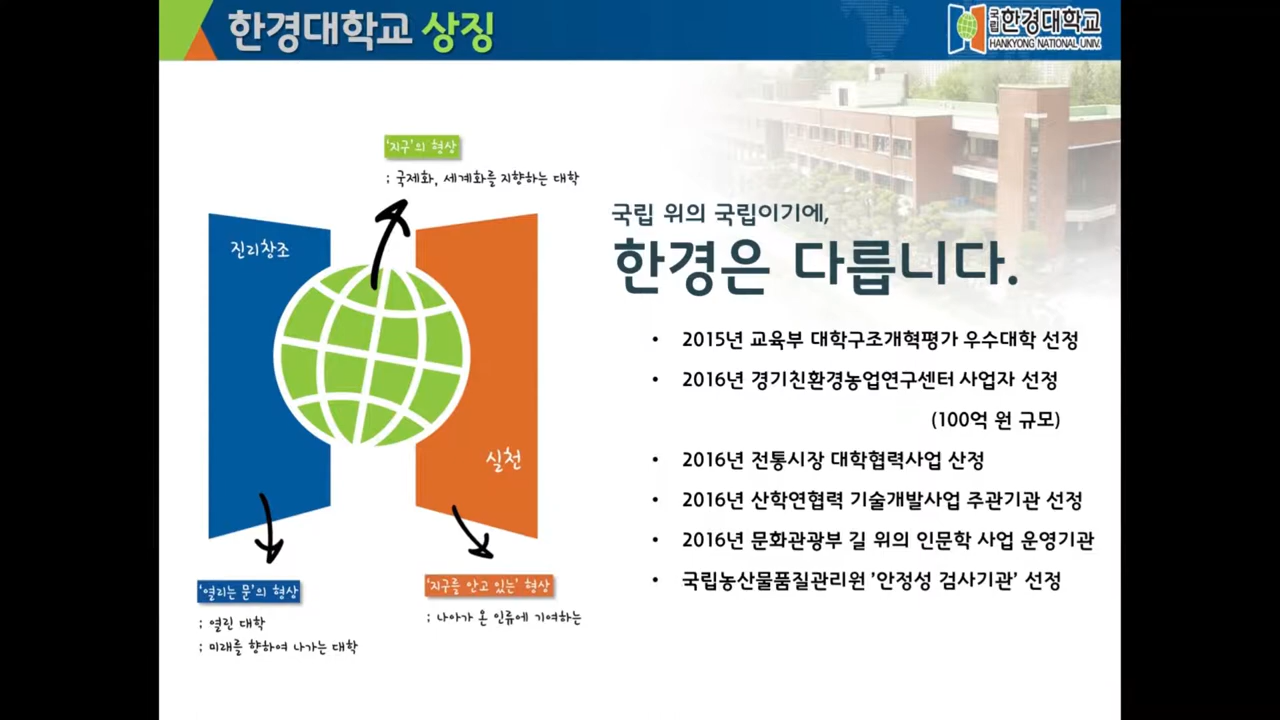 한경대학교 상징
국립 한경대학교
HANKYONG NATIONAL UNIV.
'지구'의 형상
; 국제화, 세계화를 지향하는 대학
진리창조
실천
'열리는 문'의 형상
; 열린 대학
; 미래를 향하여 나가는 대학
'지구를 안고 있는' 형상
; 나아가 온 인류에 기여하는
국립 위의 국립이기에,
한경은 다릅니다.
• 2015년 교육부 대학구조개혁평가 우수대학 선정
• 2016년 경기친환경농업연구센터 사업자 선정
(100억 원 규모)
• 2016년 전통시장 대학협력사업 산정
• 2016년 산학연협력 기술개발사업 주관기관 선정
• 2016년 문화관광부 길 위의 인문학 사업 운영기관
• 국립농산물품질관리원 '안정성 검사기관' 선정